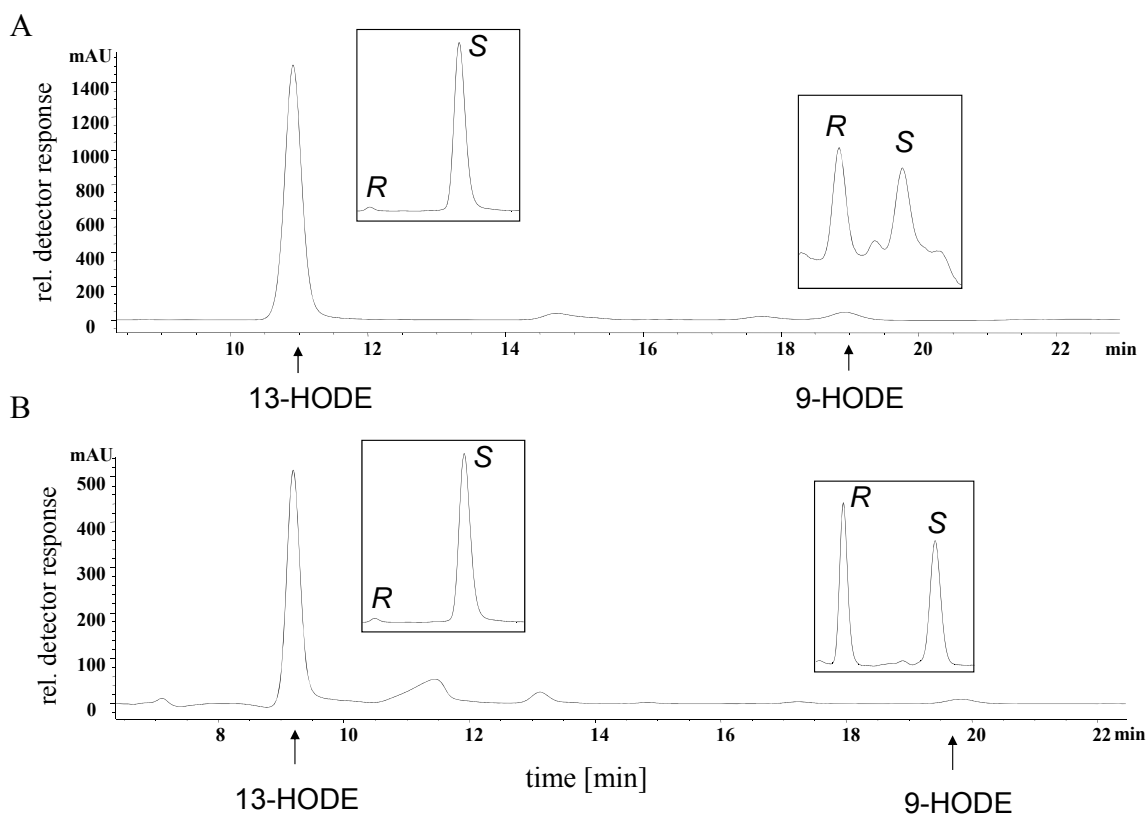 A
mAU
rel. detector response
1400
1200
1000
800
600
400
200
0
R
S
R
S
10 12 14 16 18 20 22 min
13-HODE
9-HODE
B
mAU
rel. detector response
500
400
300
200
100
0
R
S
R
S
8 10 12 14 16 18 20 22 min
time [min]
13-HODE
9-HODE